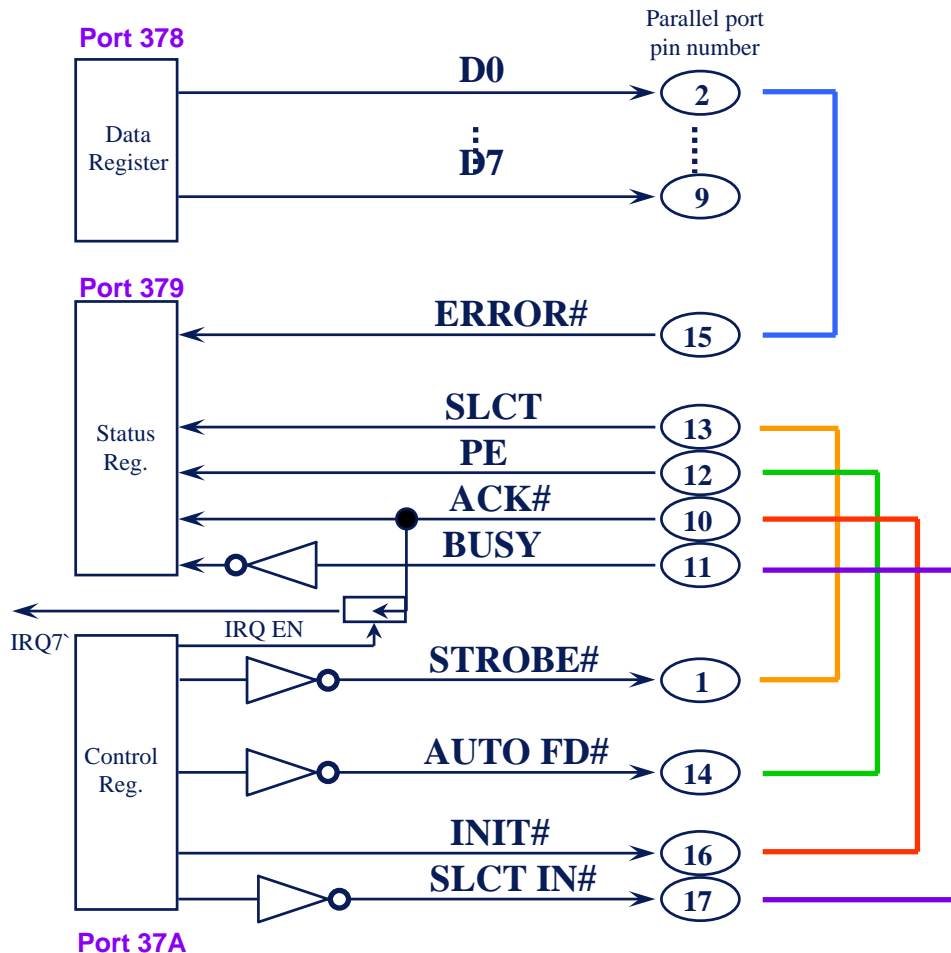 Parallel port
pin number
Port 378
D0
2
Data
Register
D7
9
Port 379
ERROR#
15
SLCT
13
Status
Reg.
PE
12
ACK#
10
BUSY
11
IRQ7`
IRQ EN
STROBE#
1
Control
Reg.
AUTO FD#
14
INIT#
16
SLCT IN#
17
Port 37A